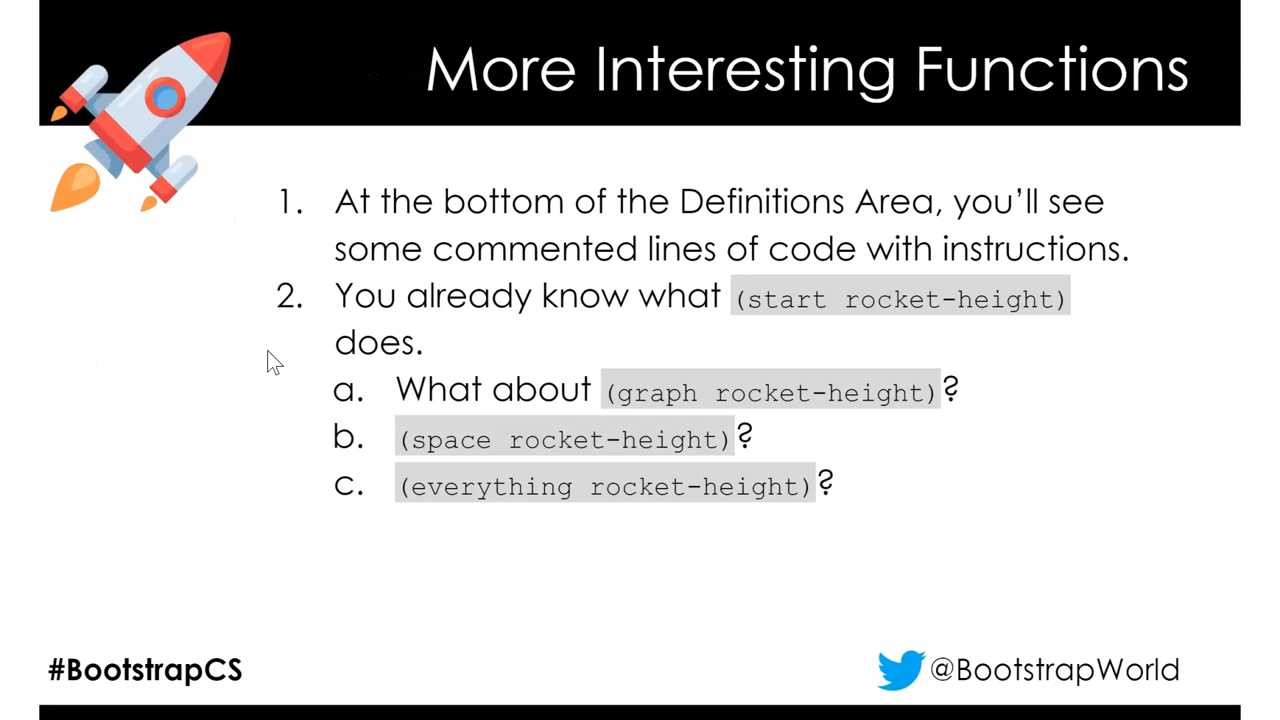 More Interesting Functions
1. At the bottom of the Definitions Area, you’ll see
some commented lines of code with instructions.
2. You already know what (start rocket-height)
does.
a. What about (graph rocket-height)?
b. (space rocket-height)?
c. (everything rocket-height)?
#BootstrapCS
@BootstrapWorld